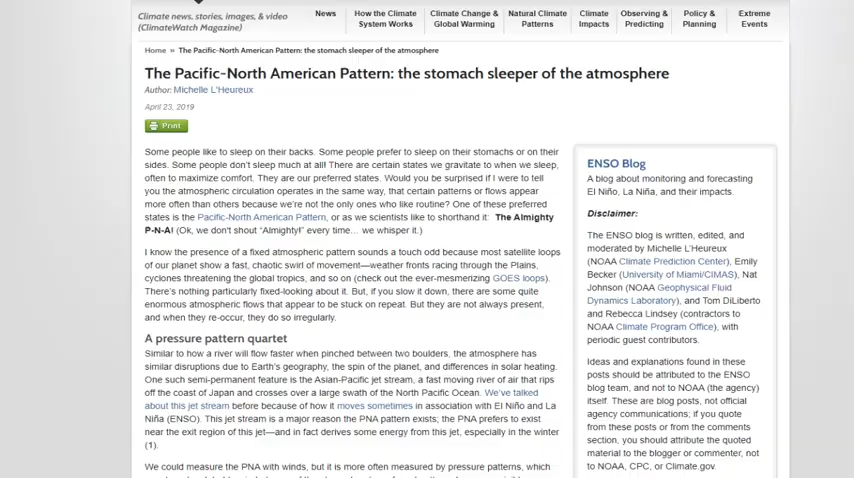 Climate news, stories, images, & video
(ClimateWatch Magazine)
News
How the Climate
System Works
Climate Change &
Global Warming
Natural Climate
Patterns
Climate
Impacts
Observing &
Predicting
Policy &
Planning
Extreme
Events
Home » The Pacific-North American Pattern: the stomach sleeper of the atmosphere
The Pacific-North American Pattern: the stomach sleeper of the atmosphere
Author: Michelle L'Heureux
April 23, 2019
Print
Some people like to sleep on their backs. Some people prefer to sleep on their stomachs or on their
sides. Some people don't sleep much at all! There are certain states we gravitate to when we sleep,
often to maximize comfort. They are our preferred states. Would you be surprised if I were to tell
you the atmospheric circulation operates in the same way, that certain patterns or flows appear
more often than others because we're not the only ones who like routine? One of these preferred
states is the Pacific-North American Pattern, or as we scientists like to shorthand it: The Almighty
P-N-A! (Ok, we don't shout "Almighty!" every time… we whisper it.)
I know the presence of a fixed atmospheric pattern sounds a touch odd because most satellite loops
of our planet show a fast, chaotic swirl of movement—weather fronts racing through the Plains,
cyclones threatening the global tropics, and so on (check out the ever-mesmerizing GOES loops).
There's nothing particularly fixed-looking about it. But, if you slow it down, there are some quite
enormous atmospheric flows that appear to be stuck on repeat. But they are not always present,
and when they re-occur, they do so irregularly.
A pressure pattern quartet
Similar to how a river will flow faster when pinched between two boulders, the atmosphere has
similar disruptions due to Earth's geography, the spin of the planet, and differences in solar heating.
One such semi-permanent feature is the Asian-Pacific jet stream, a fast moving river of air that rips
off the coast of Japan and crosses over a large swath of the North Pacific Ocean. We've talked
about this jet stream before because of how it moves sometimes in association with El Niño and La
Niña (ENSO). This jet stream is a major reason the PNA pattern exists; the PNA prefers to exist
near the exit region of this jet—and in fact derives some energy from this jet, especially in the winter
(1).
We could measure the PNA with winds, but it is more often measured by pressure patterns, which
ENSO Blog
A blog about monitoring and forecasting
El Niño, La Niña, and their impacts.
Disclaimer:
The ENSO blog is written, edited, and
moderated by Michelle L'Heureux
(NOAA Climate Prediction Center), Emily
Becker (University of Miami/CIMAS), Nat
Johnson (NOAA Geophysical Fluid
Dynamics Laboratory), and Tom DiLiberto
and Rebecca Lindsey (contractors to
NOAA Climate Program Office), with
periodic guest contributors.
Ideas and explanations found in these
posts should be attributed to the ENSO
blog team, and not to NOAA (the agency)
itself. These are blog posts, not official
agency communications; if you quote
from these posts or from the comments
section, you should attribute the quoted
material to the blogger or commenter, not
to NOAA, CPC, or Climate.gov.